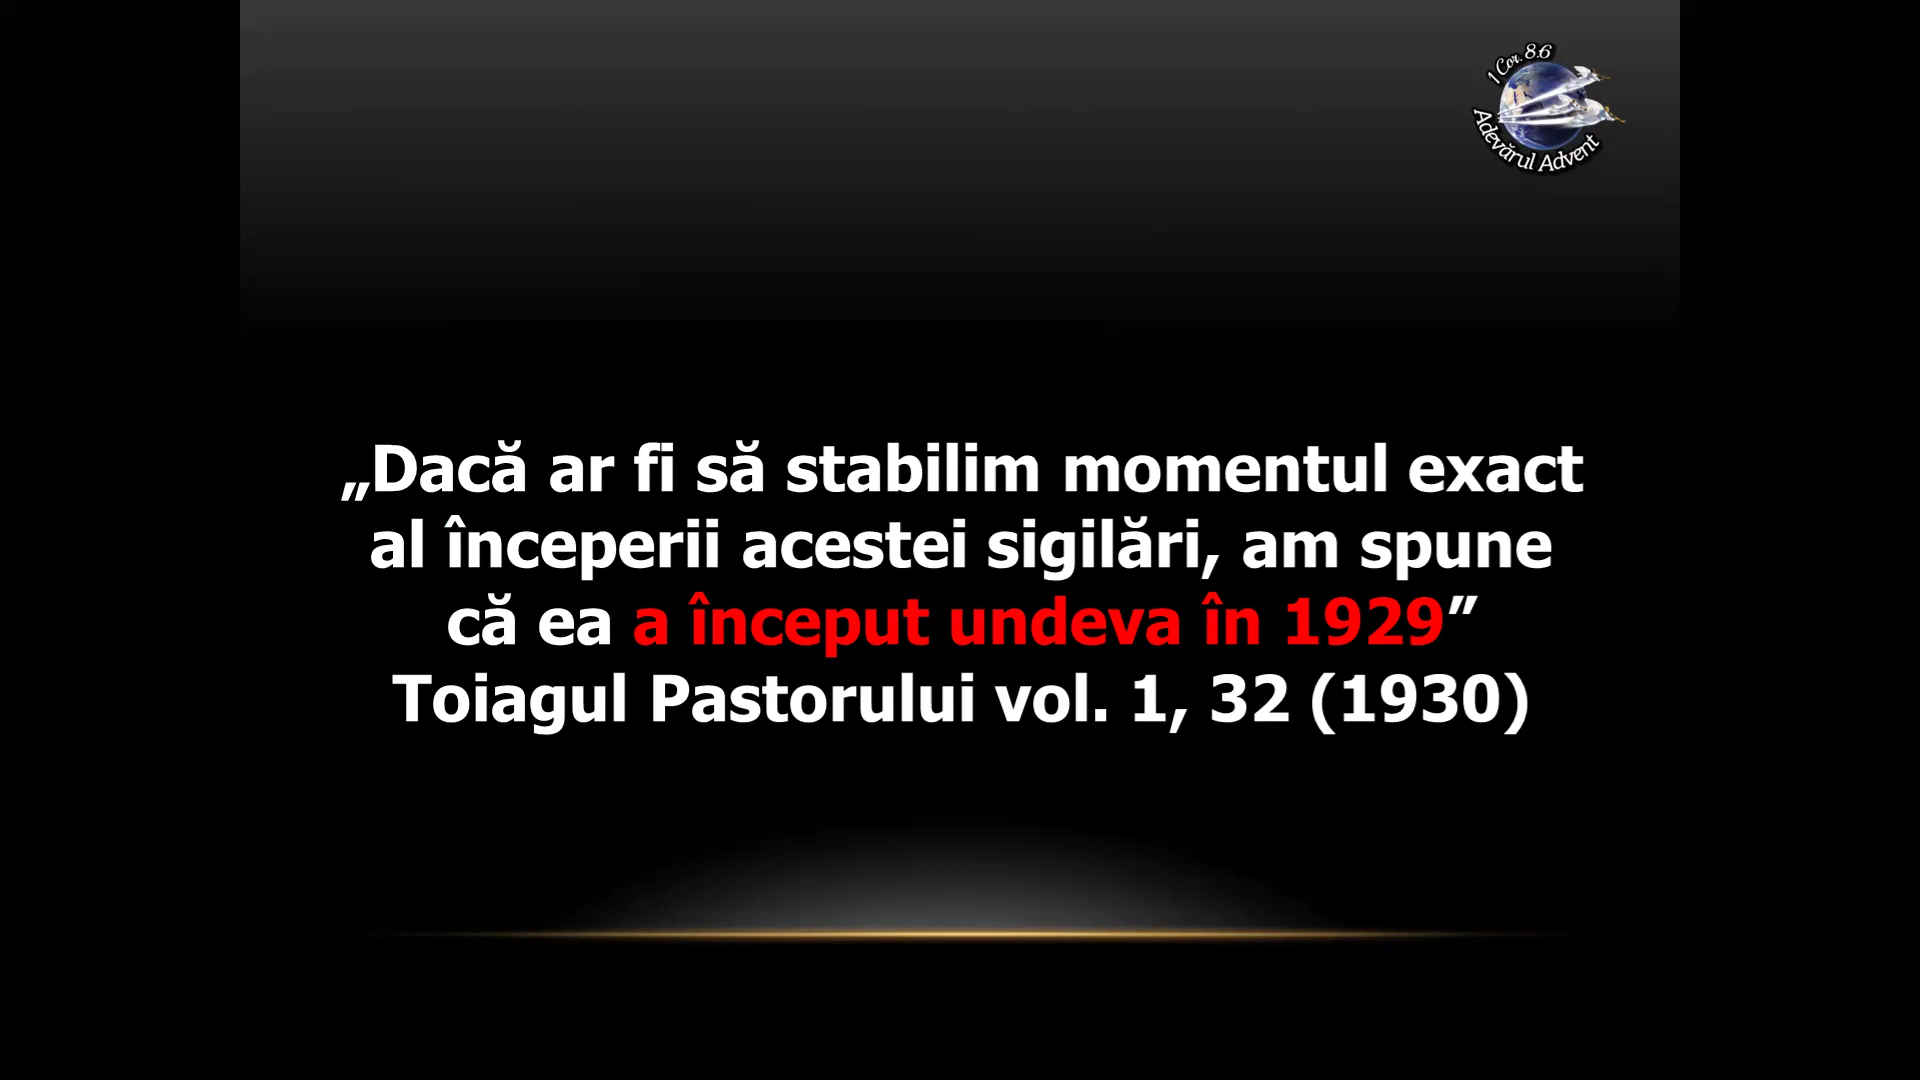 1 Cor. 8:6
Adevărul Advent
„Dacă ar fi să stabilim momentul exact
al începerii acestei sigilări, am spune
că ea a început undeva în 1929”
Toiagul Pastorului vol. 1, 32 (1930)